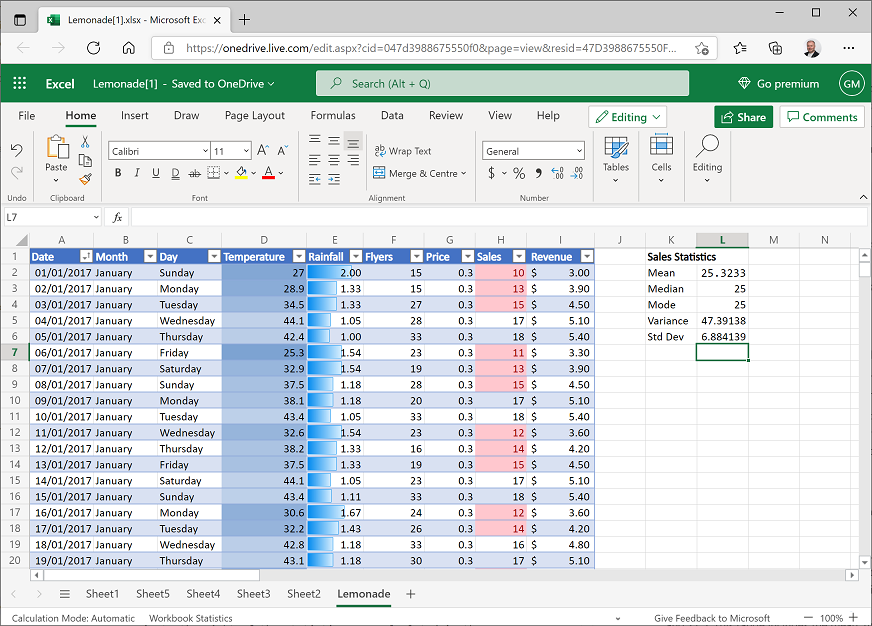 Lemonade[1].xlsx - Microsoft Exc
https://onedrive.live.com/edit.aspx?cid=047d3988675550f0&page=view&resid=47D3988675550F...
Excel Lemonade[1] - Saved to OneDrive Search (Alt + Q) Go premium GM
File Home Insert Draw Page Layout Formulas Data Review View Help Editing Share Comments
Calibri 11 Wrap Text General
Paste B I U D ab A Merge & Centre $ % Tables Cells Editing
Undo Clipboard Font Alignment Number
L7 fx
A B C D E F G H I J K L M N
1 Date Month Day Temperature Rainfall Flyers Price Sales Revenue Sales Statistics
2 01/01/2017 January Sunday 27 2.00 15 0.3 10 $ 3.00 Mean 25.3233
3 02/01/2017 January Monday 28.9 1.33 15 0.3 13 $ 3.90 Median 25
4 03/01/2017 January Tuesday 34.5 1.33 27 0.3 15 $ 4.50 Mode 25
5 04/01/2017 January Wednesday 44.1 1.05 28 0.3 17 $ 5.10 Variance 47.39138
6 05/01/2017 January Thursday 42.4 1.00 33 0.3 18 $ 5.40 Std Dev 6.884139
7 06/01/2017 January Friday 25.3 1.54 23 0.3 11 $ 3.30
8 07/01/2017 January Saturday 32.9 1.54 19 0.3 13 $ 3.90
9 08/01/2017 January Sunday 37.5 1.18 28 0.3 15 $ 4.50
10 09/01/2017 January Monday 38.1 1.18 20 0.3 17 $ 5.10
11 10/01/2017 January Tuesday 43.4 1.05 33 0.3 18 $ 5.40
12 11/01/2017 January Wednesday 32.6 1.54 23 0.3 12 $ 3.60
13 12/01/2017 January Thursday 38.2 1.33 16 0.3 14 $ 4.20
14 13/01/2017 January Friday 37.5 1.33 19 0.3 15 $ 4.50
15 14/01/2017 January Saturday 44.1 1.05 23 0.3 17 $ 5.10
16 15/01/2017 January Sunday 43.4 1.11 33 0.3 18 $ 5.40
17 16/01/2017 January Monday 30.6 1.67 24 0.3 12 $ 3.60
18 17/01/2017 January Tuesday 32.2 1.43 26 0.3 14 $ 4.20
19 18/01/2017 January Wednesday 42.8 1.18 33 0.3 16 $ 4.80
20 19/01/2017 January Thursday 43.1 1.18 30 0.3 17 $ 5.10
Sheet1 Sheet5 Sheet4 Sheet3 Sheet2 Lemonade
Calculation Mode: Automatic Workbook Statistics Give Feedback to Microsoft 100%